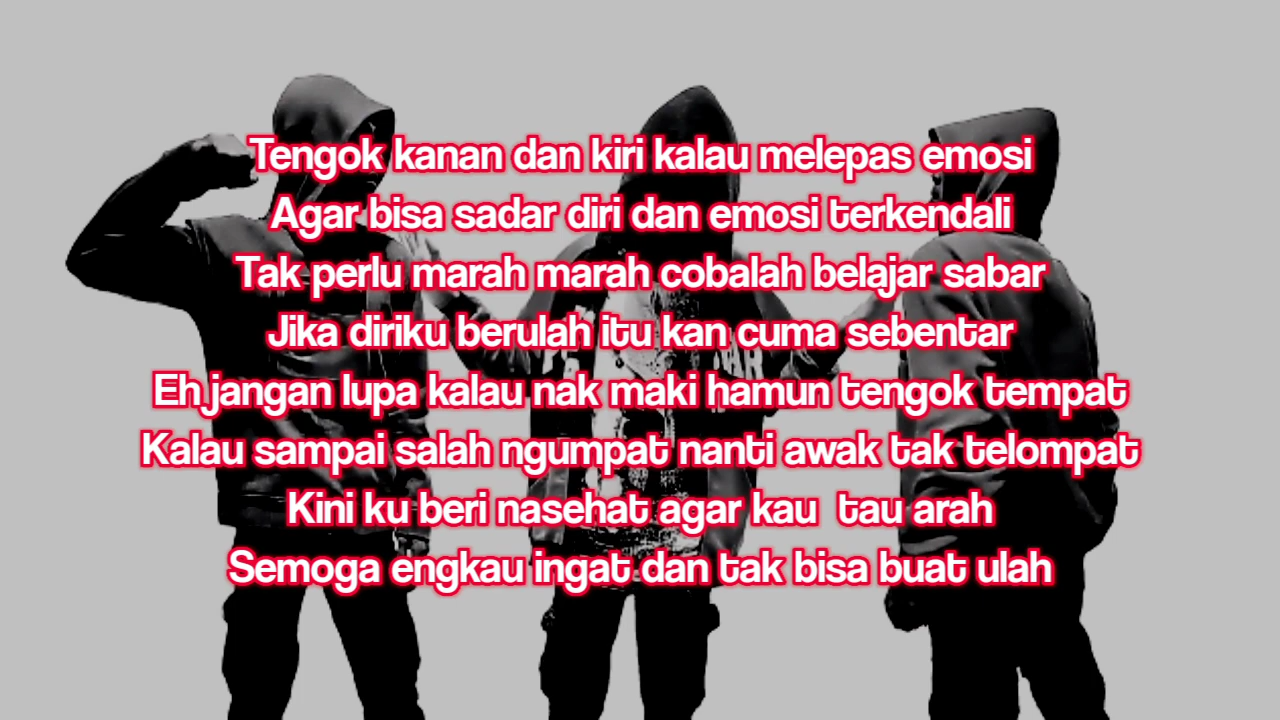 Tengok kanan dan kiri kalau melepas emosi
Agar bisa sadar diri dan emosi terkendali
Tak perlu marah marah cobalah belajar sabar
Jika diriku berulah itu kan cuma sebentar
Eh jangan lupa kalau nak maki hamun tengok tempat
Kalau sampai salah ngumpat nanti awak tak telompat
Kini ku beri nasehat agar kau  tau arah
Semoga engkau ingat dan tak bisa buat ulah